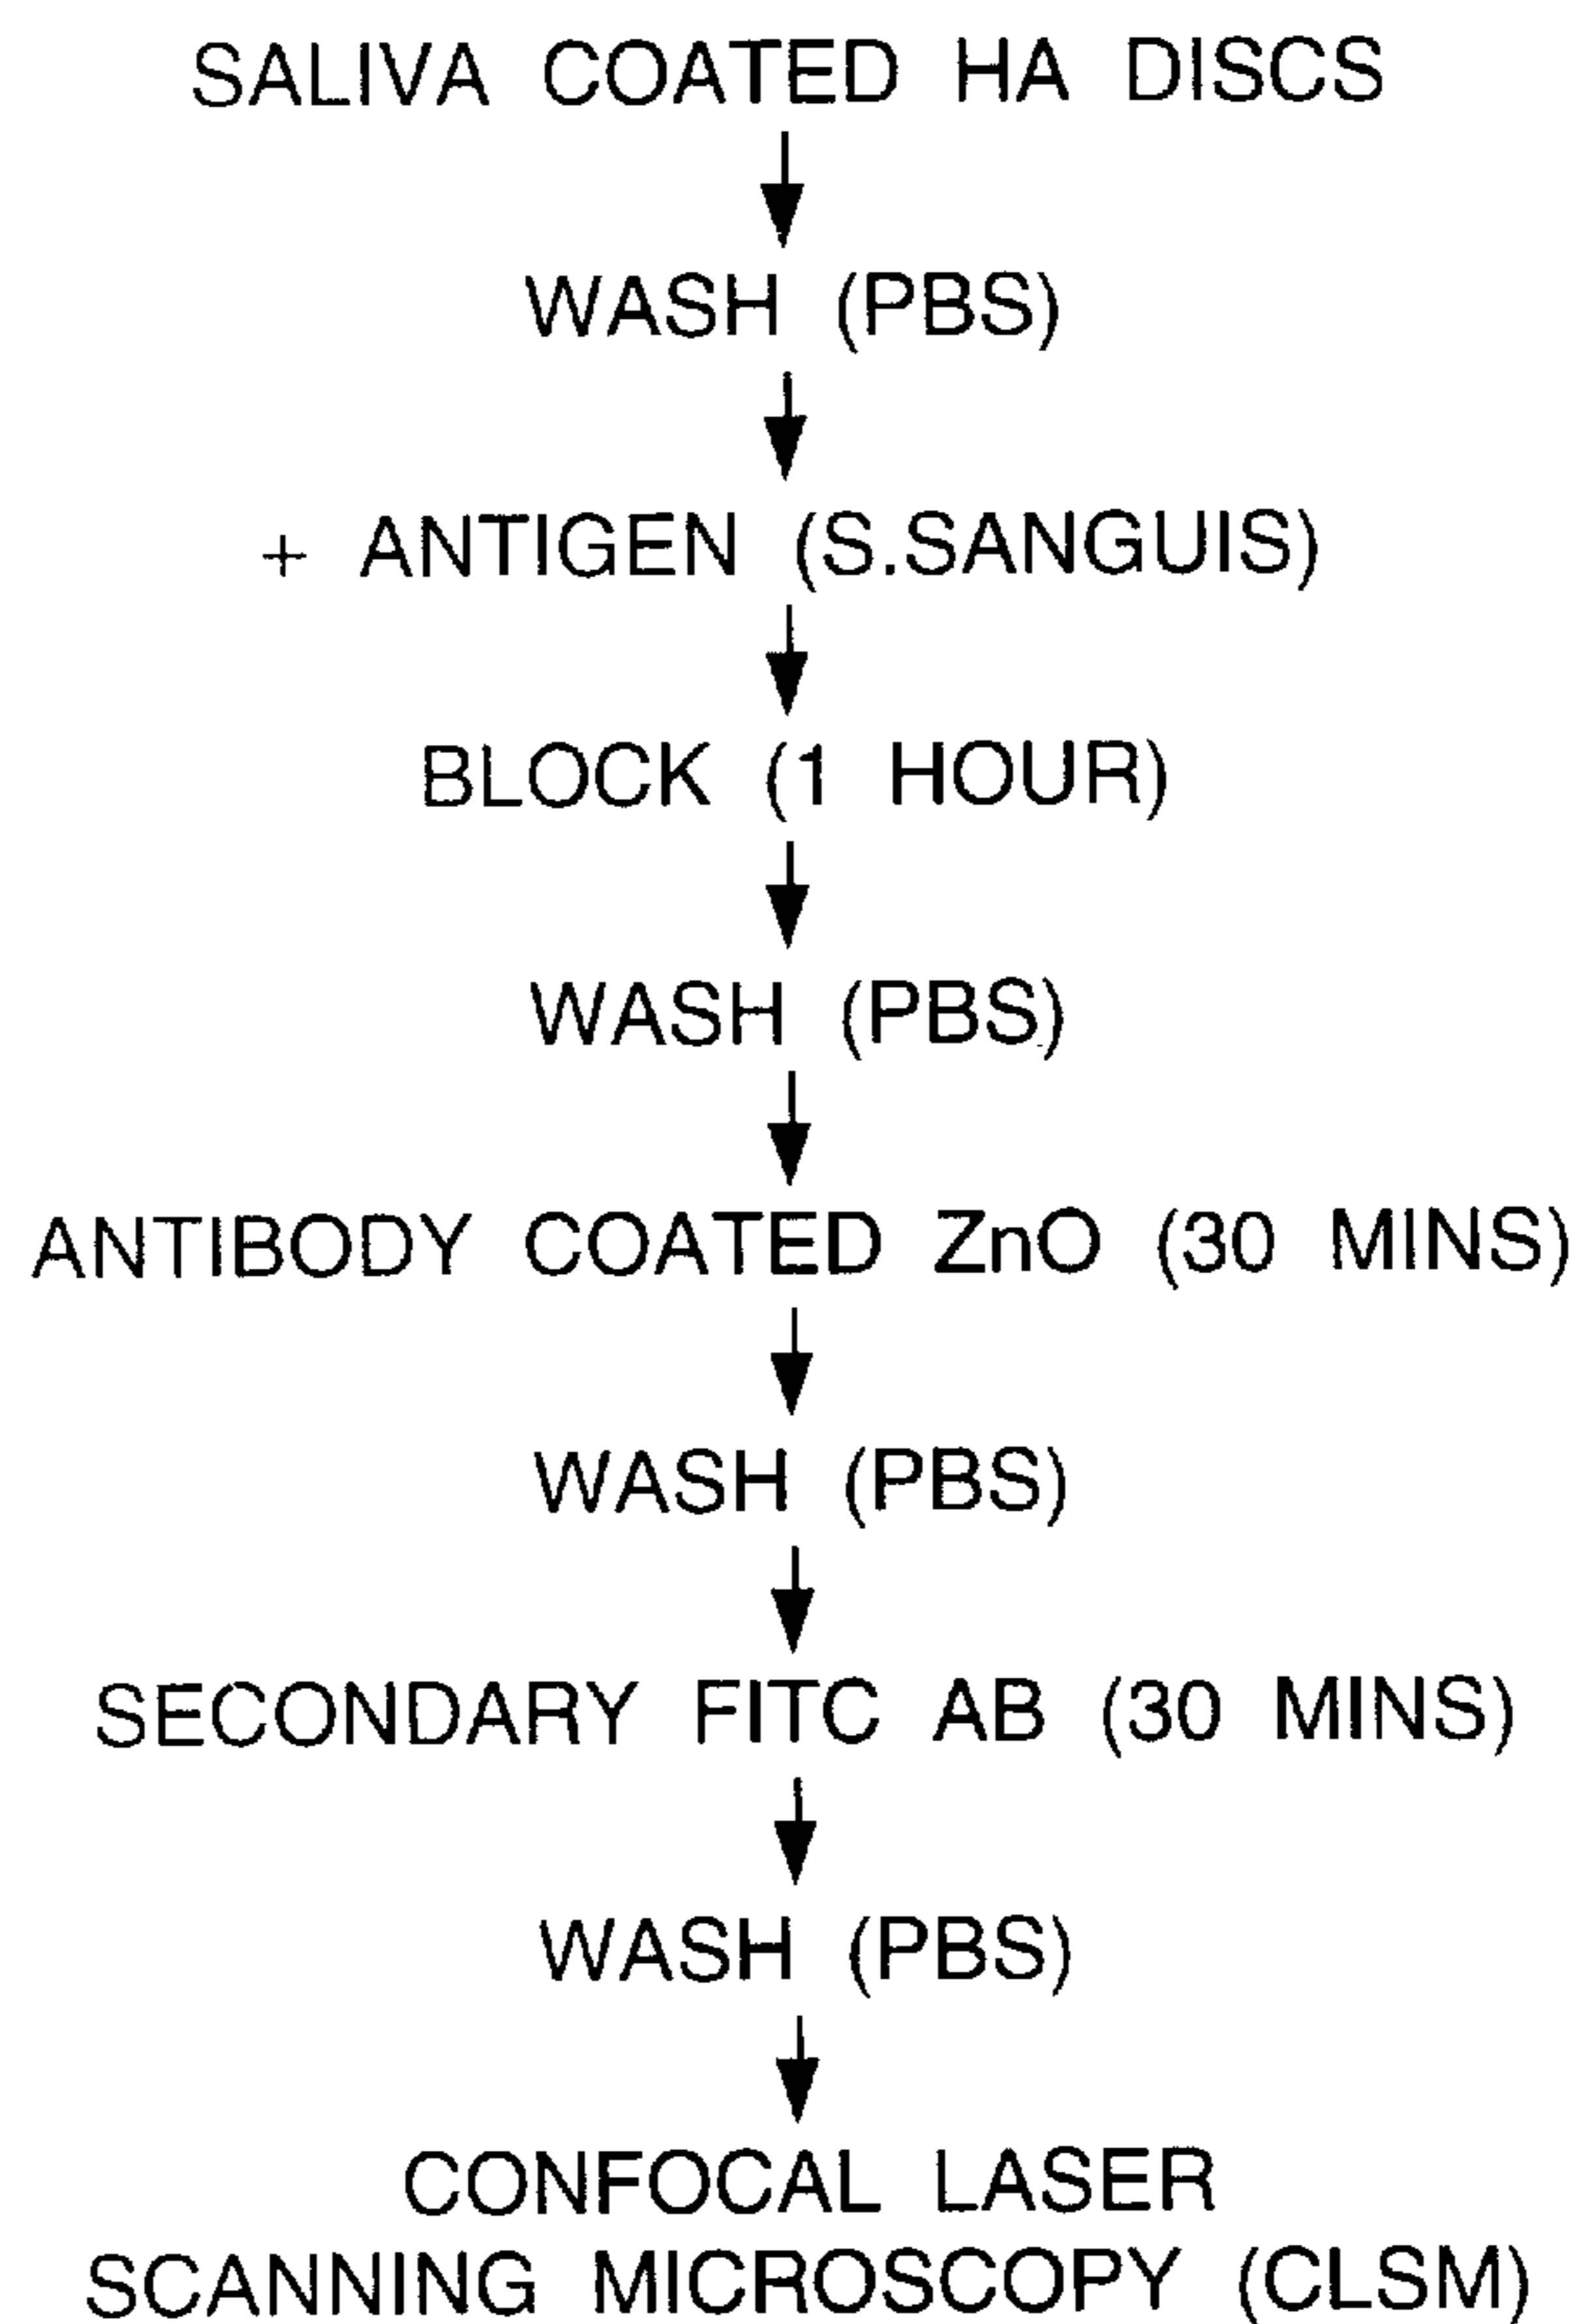 SALIVA COATED HA DISCS
WASH (PBS)
+ ANTIGEN (S.SANGUIS)
BLOCK (1 HOUR)
WASH (PBS)
ANTIBODY COATED ZnO (30 MINS)
WASH (PBS)
SECONDARY FITC AB (30 MINS)
WASH (PBS)
CONFOCAL LASER
SCANNING MICROSCOPY (CLSM)